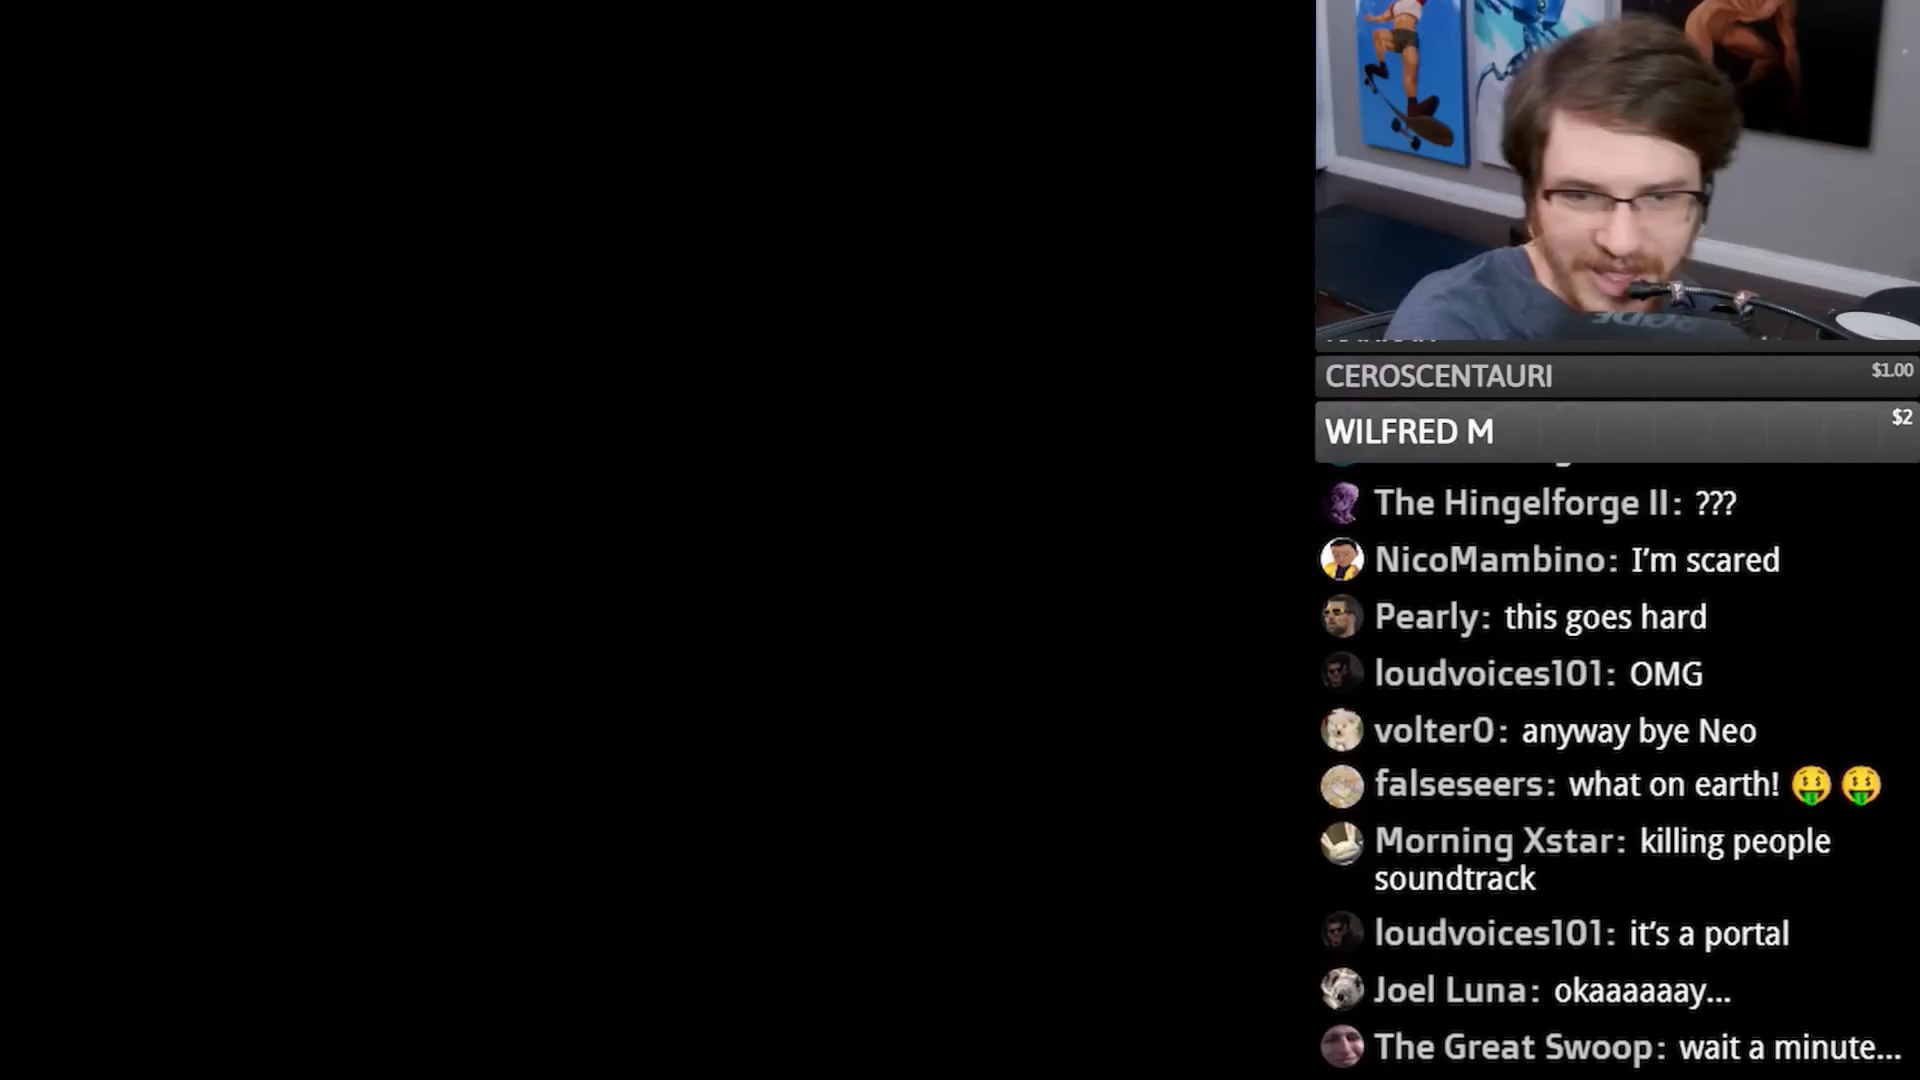 RODE
CEROSCENTAURI $1.00
WILFRED M $2
The Hingelforge II: ???
NicoMambino: I'm scared
Pearly: this goes hard
loudvoices101: OMG
volter0: anyway bye Neo
falseseers: what on earth! 🤑 🤑
Morning Xstar: killing people
soundtrack
loudvoices101: it's a portal
Joel Luna: okaaaaaay...
The Great Swoop: wait a minute...